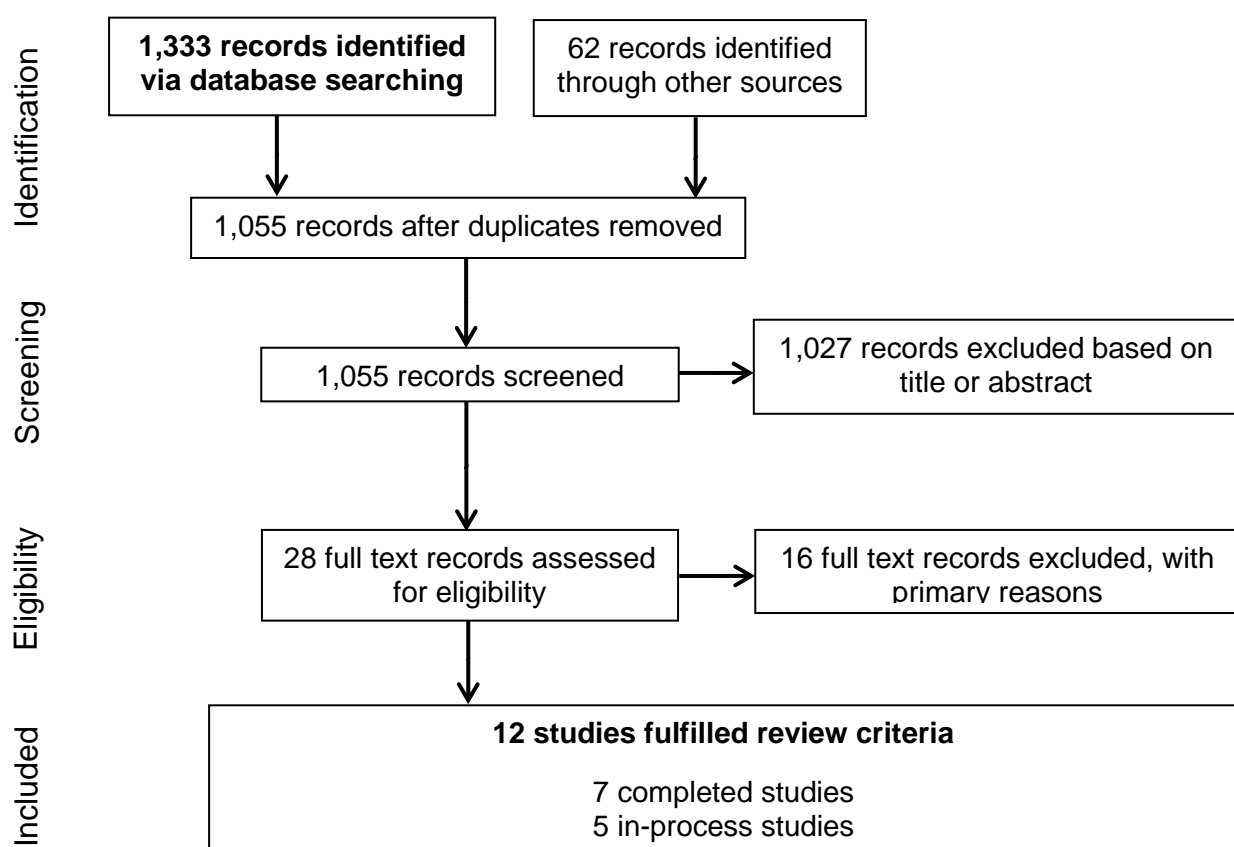 Identification
1,333 records identified
via database searching
62 records identified
through other sources
1,055 records after duplicates removed
Screening
1,055 records screened
1,027 records excluded based on
title or abstract
Eligibility
28 full text records assessed
for eligibility
16 full text records excluded, with
primary reasons
Included
12 studies fulfilled review criteria
7 completed studies
5 in-process studies